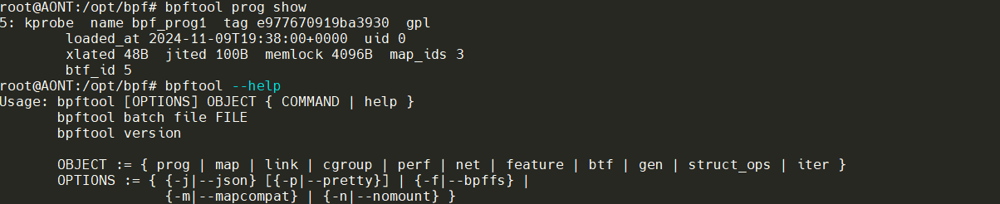 root@AONT:/opt/bpf# bpftool prog show
5: kprobe  name bpf_prog1  tag e977670919ba3930  gpl
        loaded_at 2024-11-09T19:38:00+0000  uid 0
        xlated 48B  jited 100B  memlock 4096B  map_ids 3
        btf_id 5
root@AONT:/opt/bpf# bpftool --help
Usage: bpftool [OPTIONS] OBJECT { COMMAND | help }
       bpftool batch file FILE
       bpftool version

       OBJECT := { prog | map | link | cgroup | perf | net | feature | btf | gen | struct_ops | iter }
       OPTIONS := { {-j|--json} [{-p|--pretty}] | {-f|--bpffs} |
                    {-m|--mapcompat} | {-n|--nomount} }